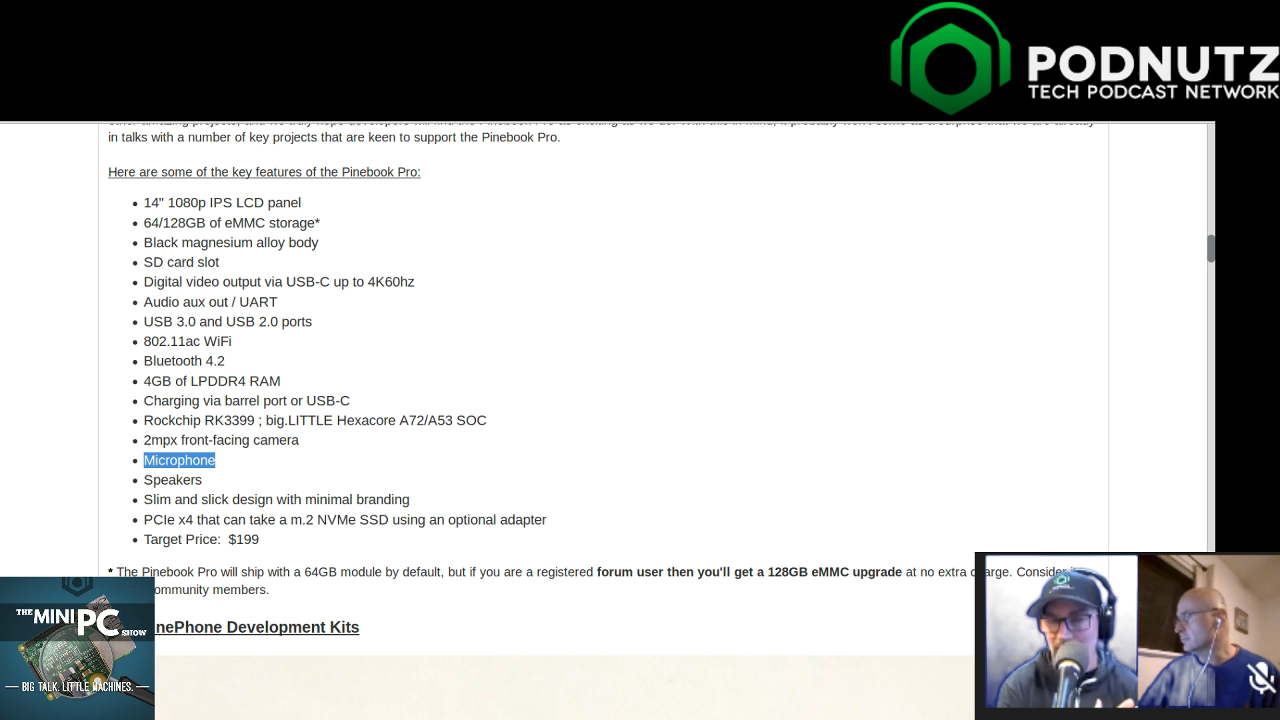 PODNUTZ
TECH PODCAST NETWORK
in talks with a number of key projects that are keen to support the Pinebook Pro.
Here are some of the key features of the Pinebook Pro:
14" 1080p IPS LCD panel
64/128GB of eMMC storage*
Black magnesium alloy body
SD card slot
Digital video output via USB-C up to 4K60hz
Audio aux out / UART
USB 3.0 and USB 2.0 ports
802.11ac WiFi
Bluetooth 4.2
4GB of LPDDR4 RAM
Charging via barrel port or USB-C
Rockchip RK3399 ; big.LITTLE Hexacore A72/A53 SOC
2mpx front-facing camera
Microphone
Speakers
Slim and slick design with minimal branding
PCIe x4 that can take a m.2 NVMe SSD using an optional adapter
Target Price: $199
* The Pinebook Pro will ship with a 64GB module by default, but if you are a registered forum user then you'll get a 128GB eMMC upgrade at no extra
community members.
Development Kits
THE MINI PC SHOW
BIG TALK. LITTLE MACHINES.